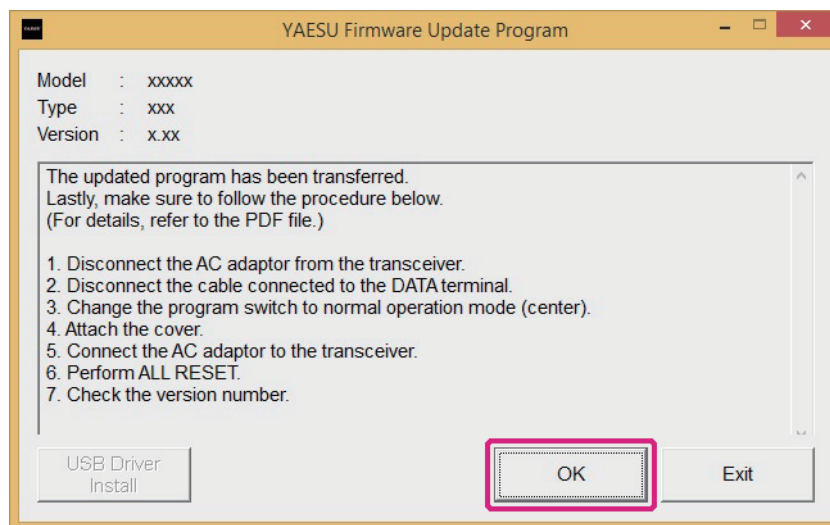 YAESU Firmware Update Program
Model : xxxxx
Type : xxx
Version : x.xx
The updated program has been transferred.
Lastly, make sure to follow the procedure below.
(For details, refer to the PDF file.)
1. Disconnect the AC adaptor from the transceiver.
2. Disconnect the cable connected to the DATA terminal.
3. Change the program switch to normal operation mode (center).
4. Attach the cover.
5. Connect the AC adaptor to the transceiver.
6. Perform ALL RESET.
7. Check the version number.
USB Driver
Install
OK
Exit